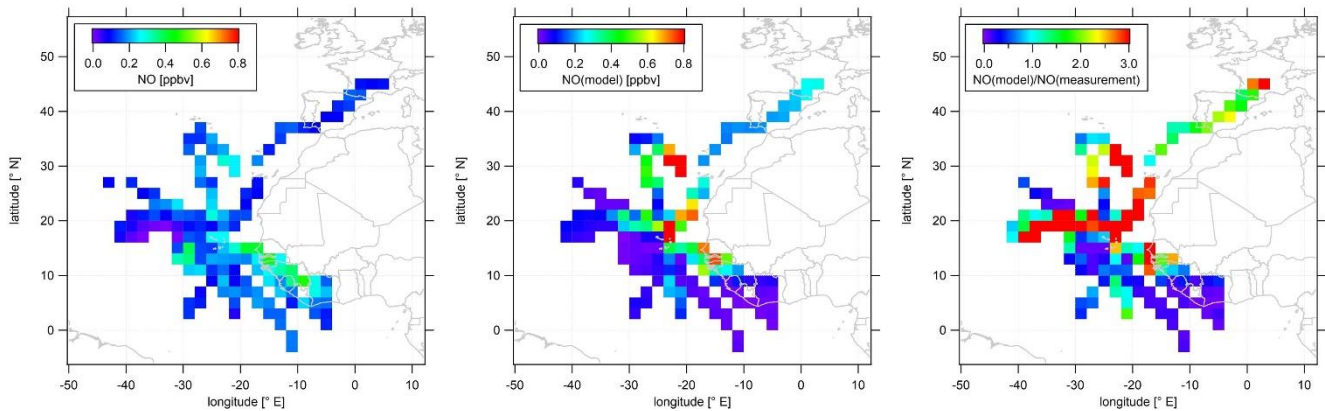 50
40
30
20
10
0
latitude [° N]
0.0 0.2 0.4 0.6 0.8
NO [ppbv]
-50 -40 -30 -20 -10 0 10
longitude [° E]
50
40
30
20
10
0
latitude [° N]
0.0 0.2 0.4 0.6 0.8
NO(model) [ppbv]
-50 -40 -30 -20 -10 0 10
longitude [° E]
50
40
30
20
10
0
latitude [° N]
0.0 1.0 2.0 3.0
NO(model)/NO(measurement)
-50 -40 -30 -20 -10 0 10
longitude [° E]